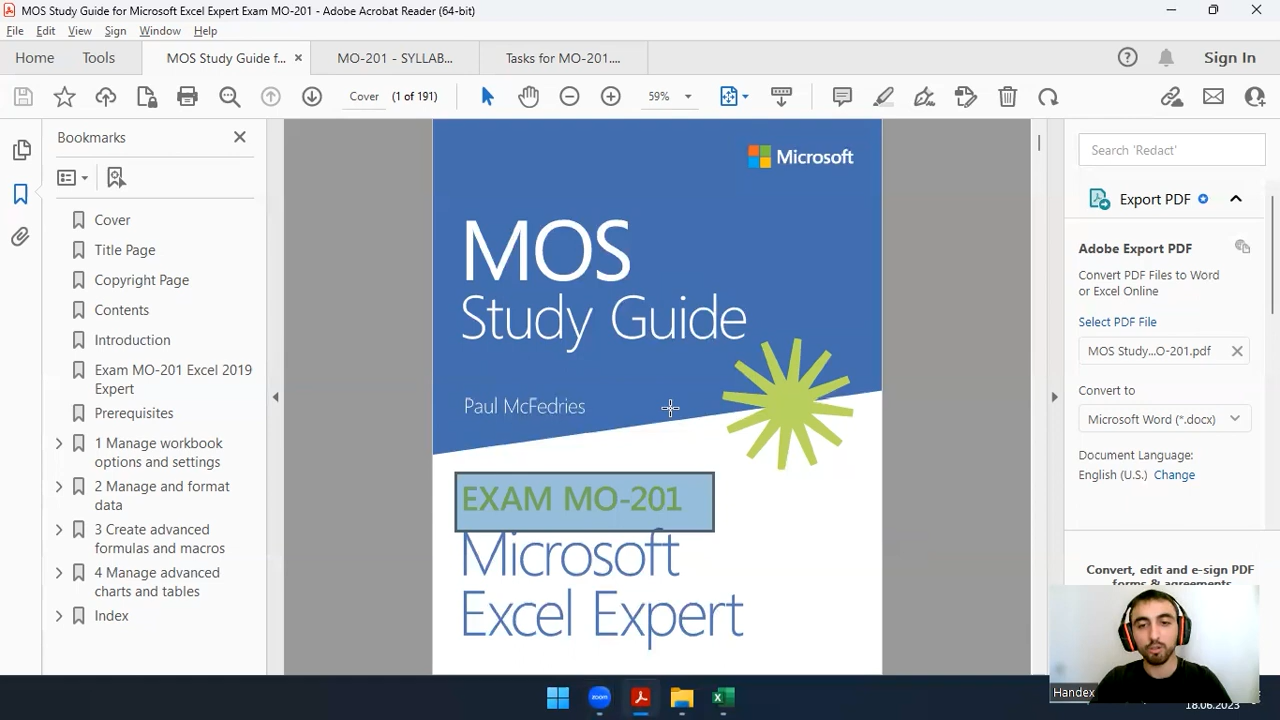 MOS Study Guide for Microsoft Excel Expert Exam MO-201 - Adobe Acrobat Reader (64-bit)
File Edit View Sign Window Help
Home Tools MOS Study Guide f... MO-201 - SYLLAB... Tasks for MO-201.... Sign In
Cover (1 of 191) 59%
Bookmarks
Cover
Title Page
Copyright Page
Contents
Introduction
Exam MO-201 Excel 2019
Expert
Prerequisites
1 Manage workbook
options and settings
2 Manage and format
data
3 Create advanced
formulas and macros
4 Manage advanced
charts and tables
Index
Microsoft
MOS
Study Guide
Paul McFedries
EXAM MO-201
Microsoft
Excel Expert
Search 'Redact'
Export PDF
Adobe Export PDF
Convert PDF Files to Word
or Excel Online
Select PDF File
MOS Study...O-201.pdf
Convert to
Microsoft Word (*.docx)
Document Language:
English (U.S.) Change
Convert, edit and e-sign PDF
forms & agreements
Handex
zoom
18.06.2023